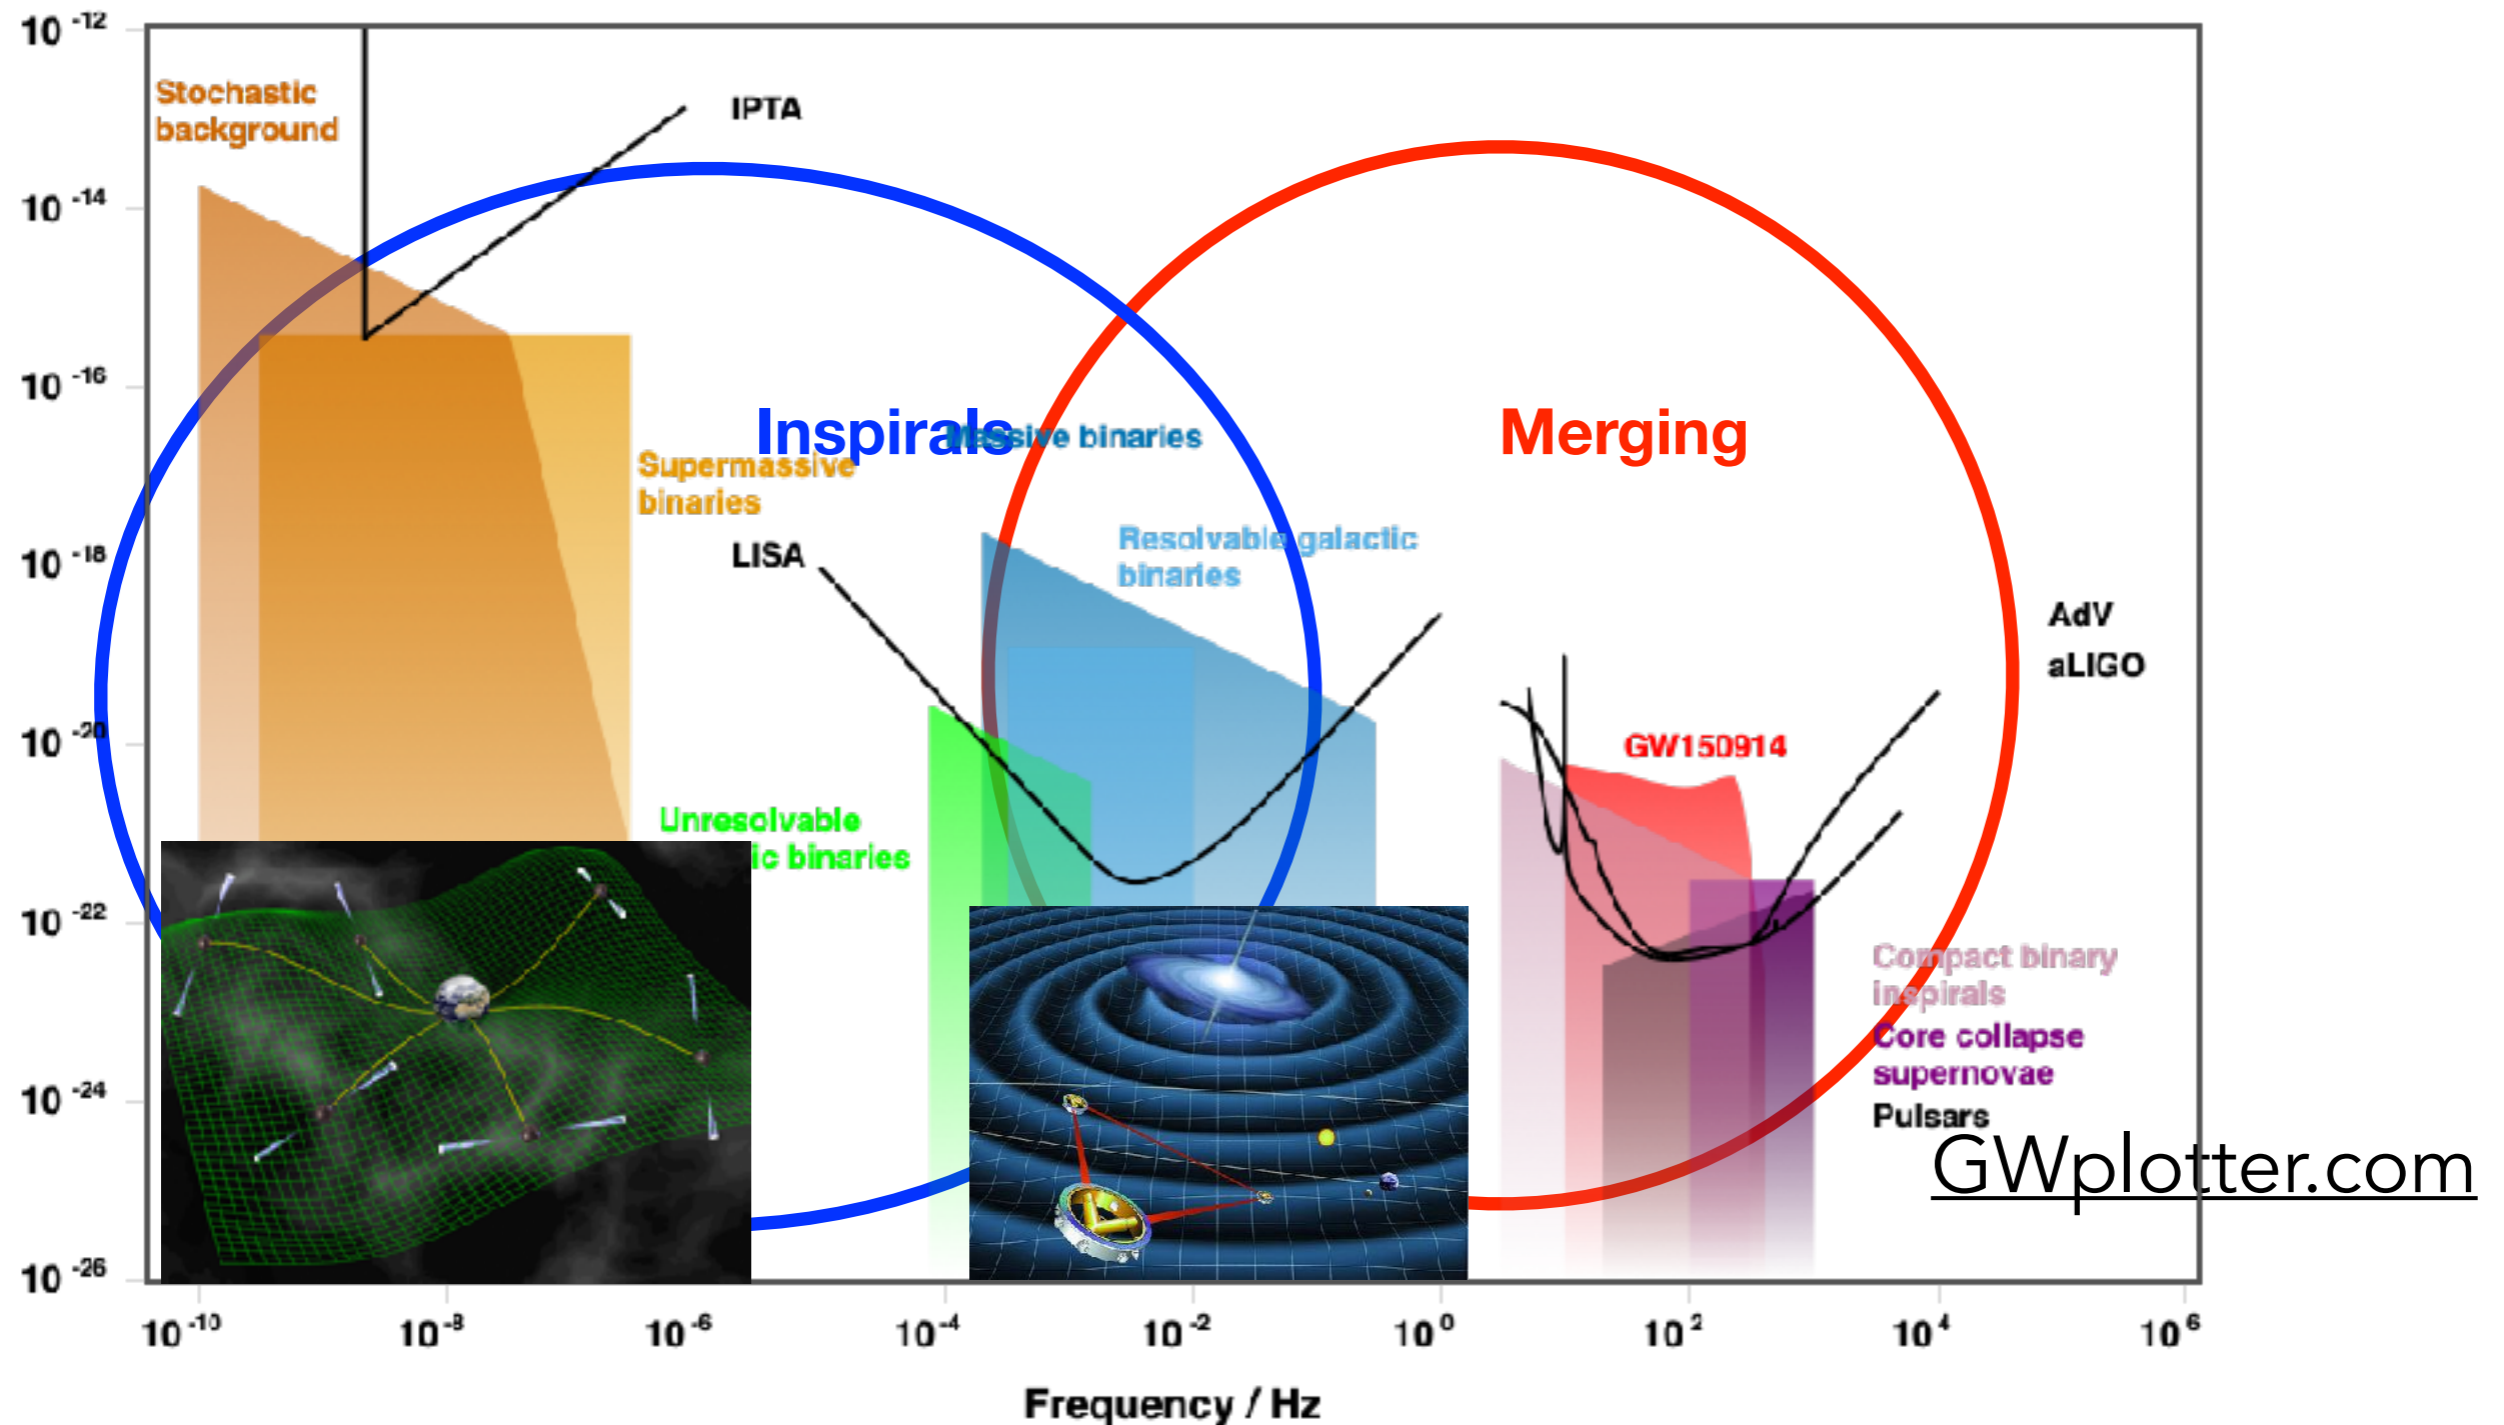 10 -12
Stochastic
background
IPTA
10 -14
10 -16
Inspirals
Massive binaries
Merging
Supermassive
binaries
10 -18
LISA
Resolvable galactic
binaries
AdV
aLIGO
10 -20
GW150914
Unresolvable
ic binaries
10 -22
Compact binary
inspirals
Core collapse
supernovae
10 -24
Pulsars
GWplotter.com
10 -26
10 -10 10 -8 10 -6 10 -4 10 -2 10 0 10 2 10 4 10 6
Frequency / Hz